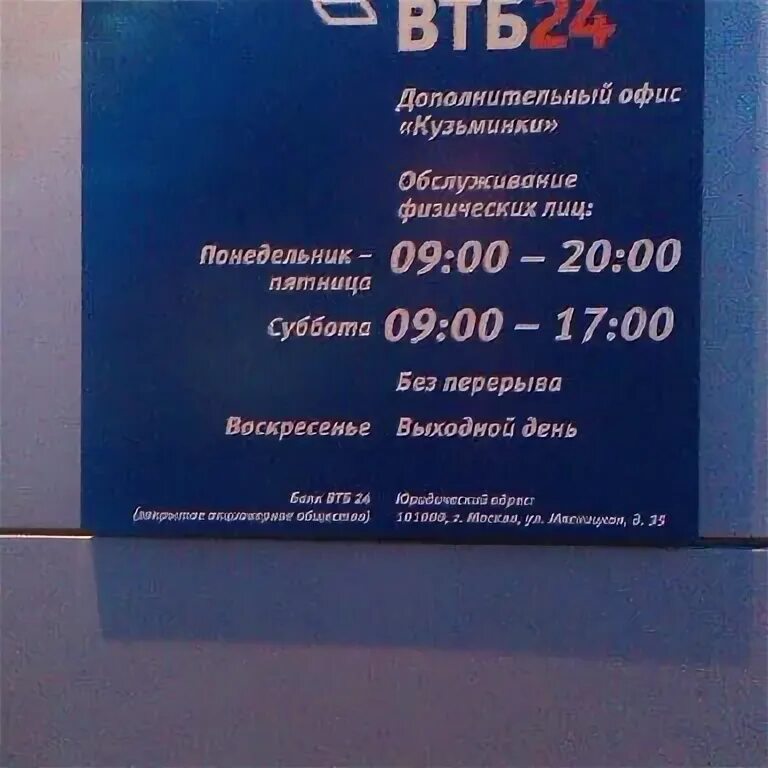 ВТБ24
Дополнительный офис
«Кузьминки»
Обслуживание
физических лиц:
Понедельник –
пятница
09:00 – 20:00
Суббота 09:00 – 17:00
Без перерыва
Воскресенье Выходной день
Банк ВТБ 24
(закрытое акционерное общество)
Юридический адрес:
101000, г. Москва, ул. Мясницкая, д. 35